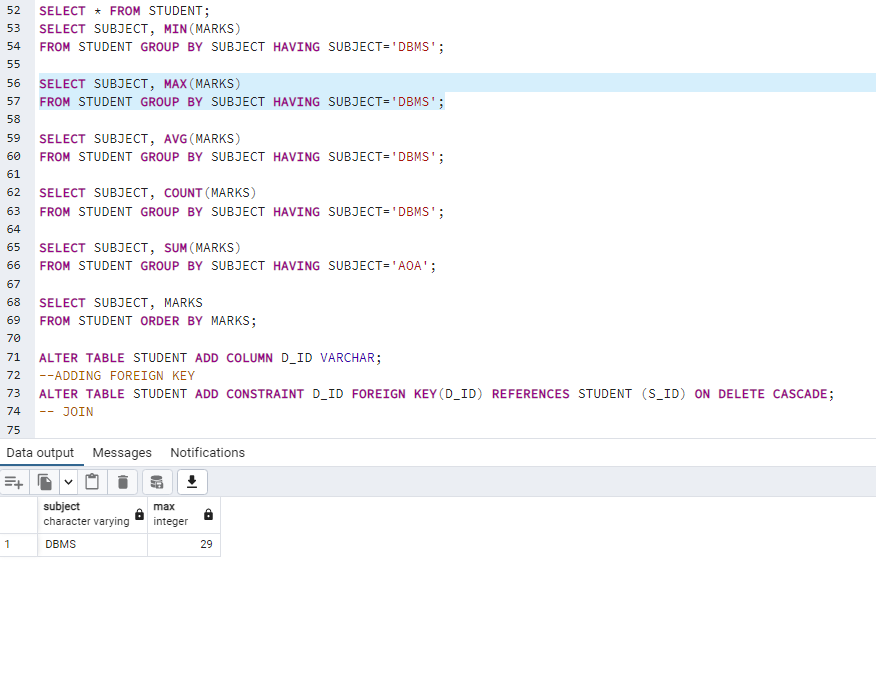 52 SELECT * FROM STUDENT;
53 SELECT SUBJECT, MIN(MARKS)
54 FROM STUDENT GROUP BY SUBJECT HAVING SUBJECT='DBMS';
55
56 SELECT SUBJECT, MAX(MARKS)
57 FROM STUDENT GROUP BY SUBJECT HAVING SUBJECT='DBMS';
58
59 SELECT SUBJECT, AVG(MARKS)
60 FROM STUDENT GROUP BY SUBJECT HAVING SUBJECT='DBMS';
61
62 SELECT SUBJECT, COUNT(MARKS)
63 FROM STUDENT GROUP BY SUBJECT HAVING SUBJECT='DBMS';
64
65 SELECT SUBJECT, SUM(MARKS)
66 FROM STUDENT GROUP BY SUBJECT HAVING SUBJECT='AOA';
67
68 SELECT SUBJECT, MARKS
69 FROM STUDENT ORDER BY MARKS;
70
71 ALTER TABLE STUDENT ADD COLUMN D_ID VARCHAR;
72 --ADDING FOREIGN KEY
73 ALTER TABLE STUDENT ADD CONSTRAINT D_ID FOREIGN KEY(D_ID) REFERENCES STUDENT (S_ID) ON DELETE CASCADE;
74 -- JOIN
75
Data output Messages Notifications
subject max
character varying integer
1 DBMS 29